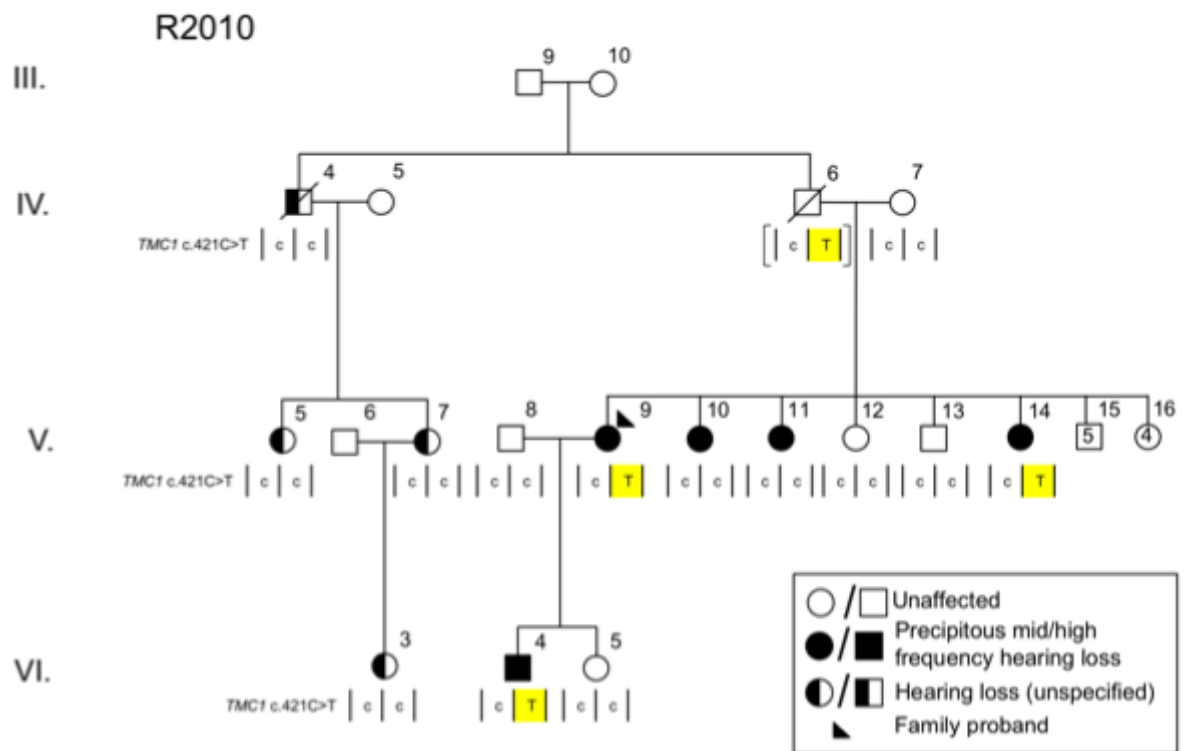 R2010
III.
9 10
IV.
4 5 6 7
TMC1 c.421C>T c c c T c c
V.
5 6 7 8 9 10 11 12 13 14 15 16
5 4
TMC1 c.421C>T c c c c c c c T c c c c c c c c c T
VI.
3 4 5
TMC1 c.421C>T c c c T c c
/ Unaffected
/ Precipitous mid/high
frequency hearing loss
/ Hearing loss (unspecified)
Family proband